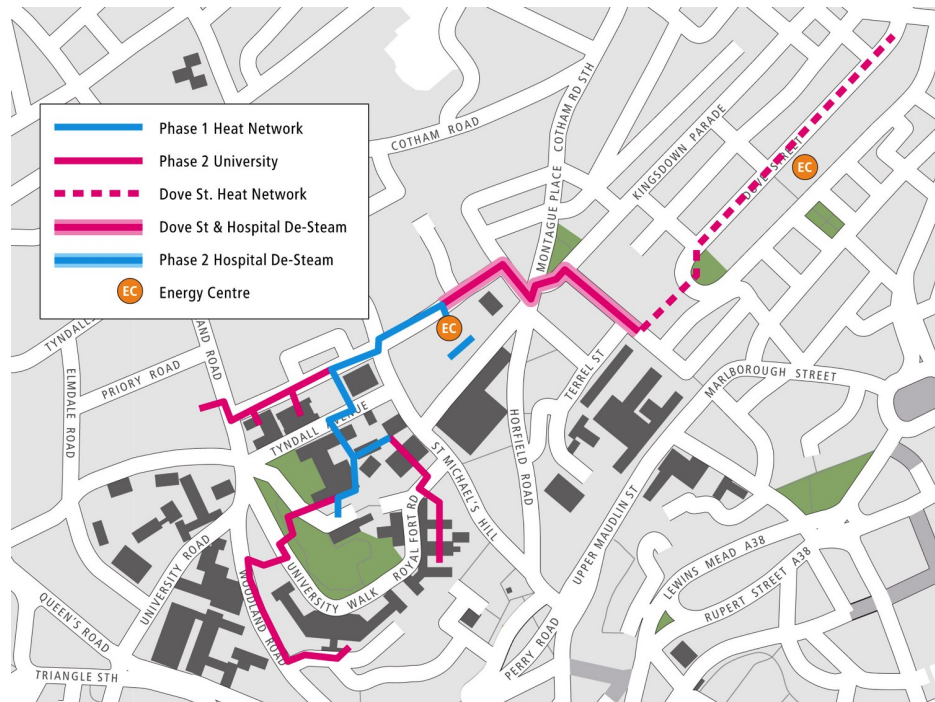 COTHAM ROAD
MONTAGUE PLACE
COTHAM RD STH
KINGSDOWN PARADE
DOVE STREET
EC
Phase 1 Heat Network
Phase 2 University
Dove St. Heat Network
Dove St & Hospital De-Steam
Phase 2 Hospital De-Steam
EC
Energy Centre
EC
TYNDALLS
LAND ROAD
PRIORY ROAD
ELMDALE ROAD
TYNDALL AVENUE
TERREL ST
MARLBOROUGH STREET
HORFIELD ROAD
ST MICHAEL'S HILL
ROYAL FORT RD
UNIVERSITY WALK
UNIVERSITY ROAD
WOODLAND ROAD
UPPER MAUDLIN ST
LEWINS MEAD A38
RUPERT STREET A38
PERRY ROAD
QUEEN'S ROAD
TRIANGLE STH